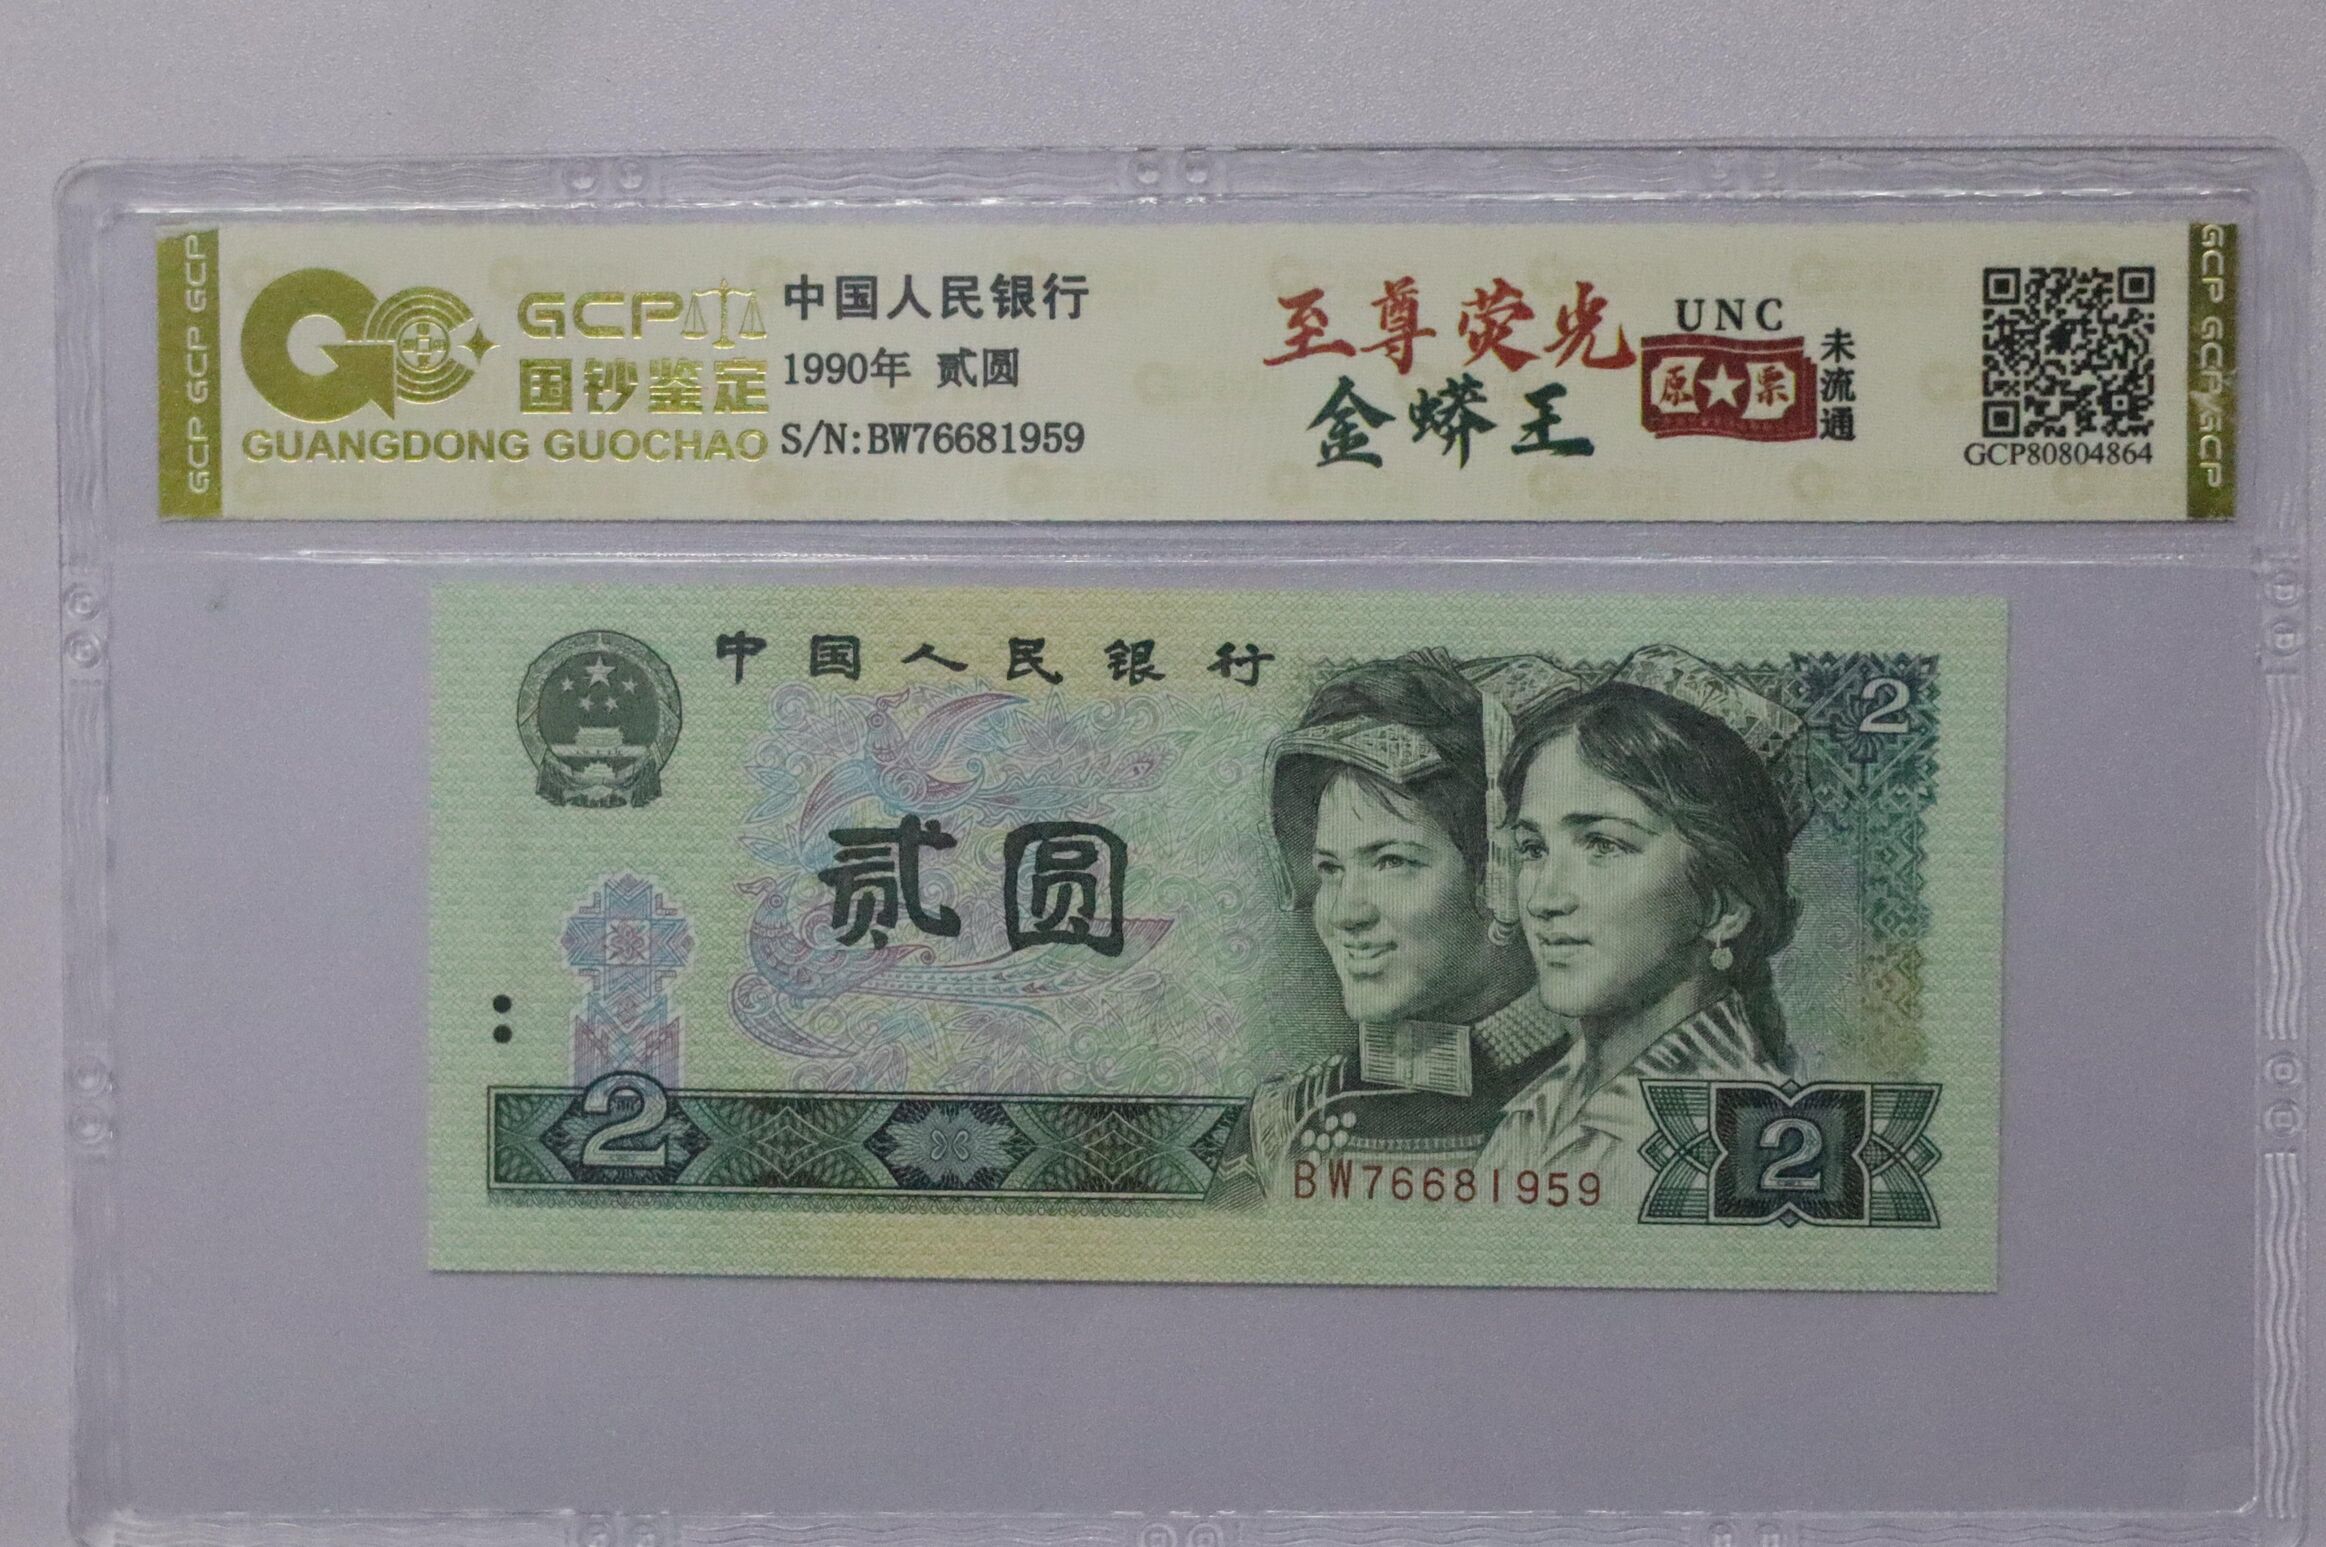 GCP GCP GCP
GCP
国钞鉴定
GUANGDONG GUOCHAO
中国人民银行
1990年 贰圆
S/N:BW76681959
至尊荧光
金蟒王
UNC
原票
未流通
GCP80804864
GCP GCP GCP
中国人民银行
2
贰圆
2
BW76681959
2